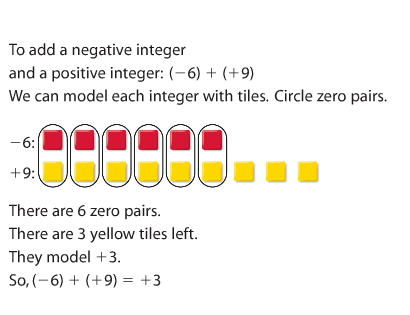 To add a negative integer
and a positive integer: (−6) + (+9)
We can model each integer with tiles. Circle zero pairs.
−6:
+9:
There are 6 zero pairs.
There are 3 yellow tiles left.
They model +3.
So, (−6) + (+9) = +3